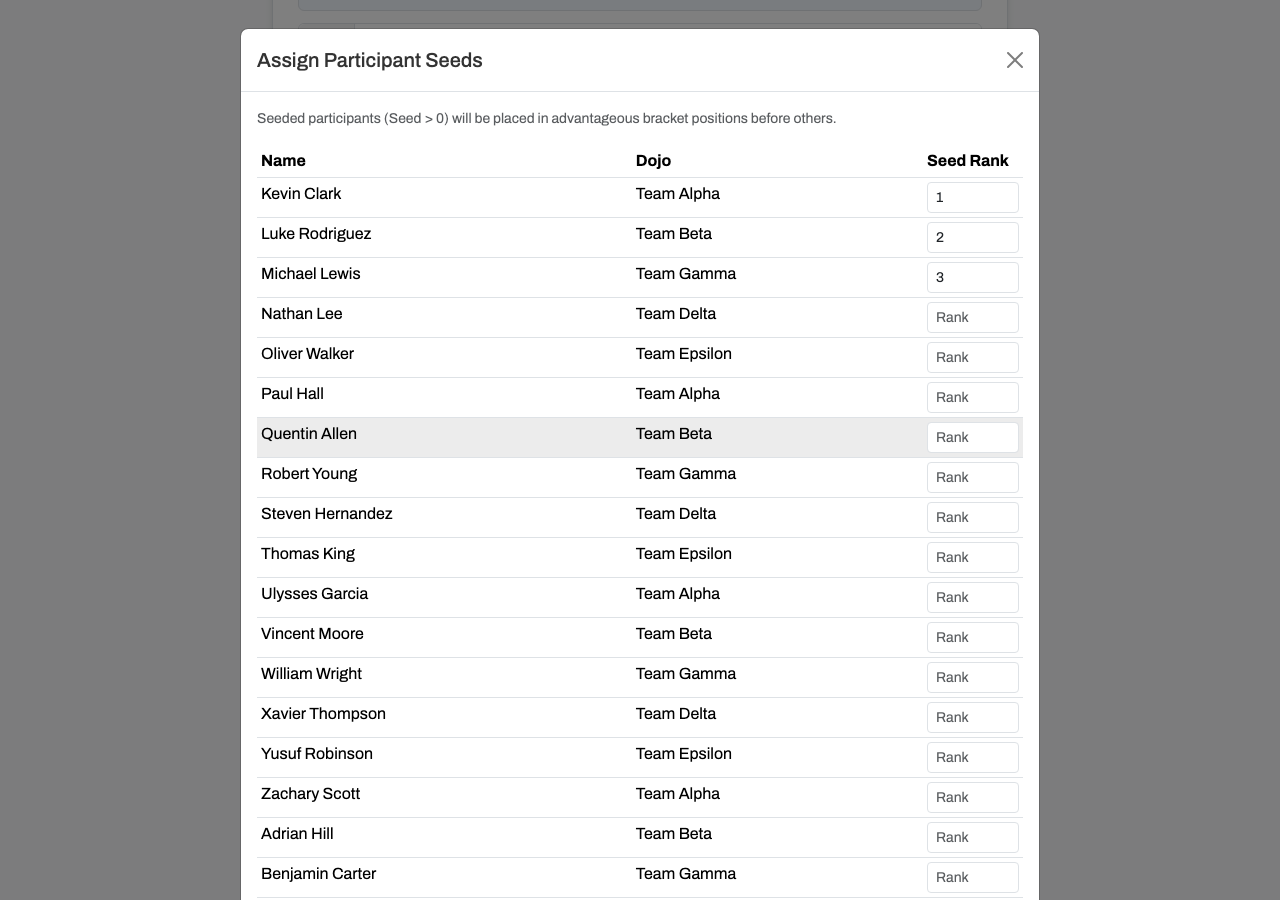 Assign Participant Seeds
Seeded participants (Seed > 0) will be placed in advantageous bracket positions before others.
Name Dojo Seed Rank
Kevin Clark Team Alpha 1
Luke Rodriguez Team Beta 2
Michael Lewis Team Gamma 3
Nathan Lee Team Delta Rank
Oliver Walker Team Epsilon Rank
Paul Hall Team Alpha Rank
Quentin Allen Team Beta Rank
Robert Young Team Gamma Rank
Steven Hernandez Team Delta Rank
Thomas King Team Epsilon Rank
Ulysses Garcia Team Alpha Rank
Vincent Moore Team Beta Rank
William Wright Team Gamma Rank
Xavier Thompson Team Delta Rank
Yusuf Robinson Team Epsilon Rank
Zachary Scott Team Alpha Rank
Adrian Hill Team Beta Rank
Benjamin Carter Team Gamma Rank